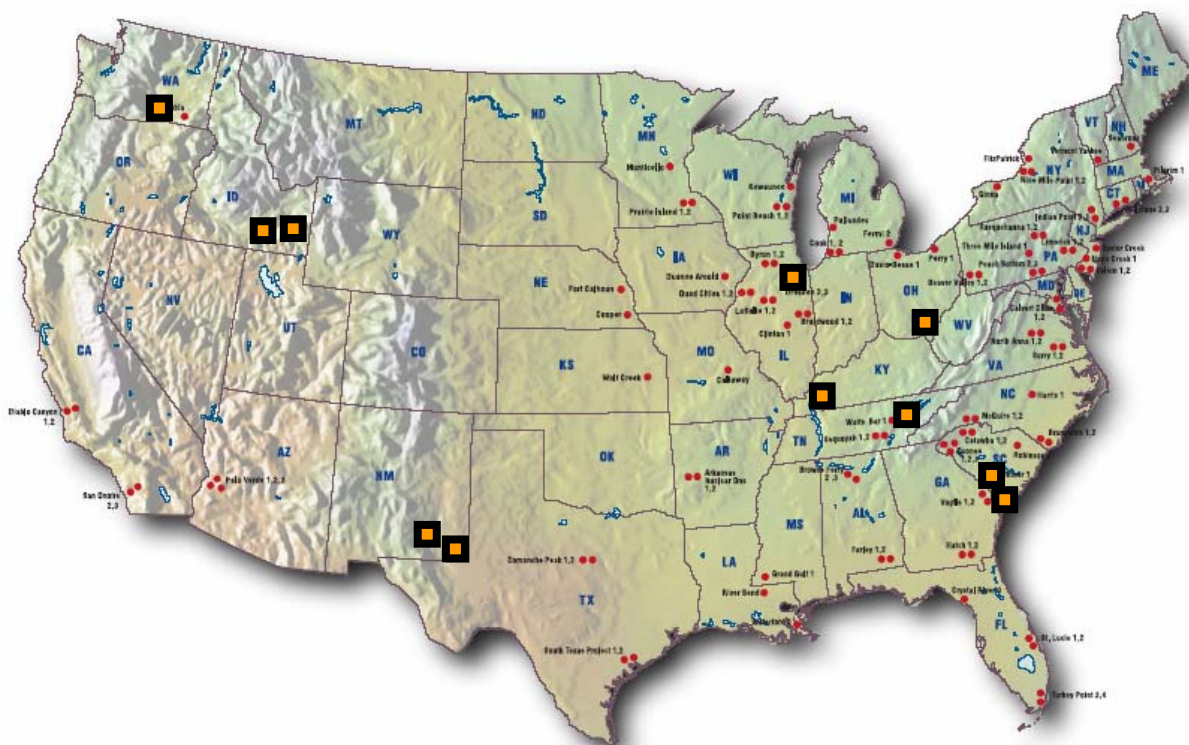 WA
OR
ID
MT
ND
SD
WY
NE
NV
UT
CO
CA
AZ
NM
KS
OK
TX
MN
WI
MI
IA
IL
IN
OH
MO
KY
TN
AR
LA
MS
AL
GA
FL
SC
NC
VA
WV
PA
NY
VT
NH
ME
MA
CT
NJ
MD
DE
Diablo Canyon
1,2
San Onofre
2,3
Palo Verde 1,2,3
Monticello
Prairie Island 1,2
Kewaunee
Point Beach 1,2
Palisades
Cook 1, 2
Fermi 2
Davis-Besse 1
Perry 1
Byron 1,2
Duane Arnold
Quad Cities 1,2
LaSalle 1,2
Braidwood 1,2
Clinton 1
Fort Calhoun
Cooper
Wolf Creek
Callaway
Arkansas
Nuclear One
1,2
Comanche Peak 1,2
South Texas Project 1,2
River Bend
Grand Gulf 1
Browns Ferry
2,3
Sequoyah 1,2
Watts Bar 1
Farley 1,2
Hatch 1,2
Vogtle 1,2
Crystal River 3
St. Lucie 1,2
Turkey Point 3,4
Oconee
Catawba 1,2
McGuire 1,2
Harris 1
Brunswick 1,2
Robinson
Surry 1,2
North Anna 1,2
Calvert Cliffs
1,2
Beaver Valley 1,2
Peach Bottom 2,3
Three Mile Island 1
Limerick 1,2
Susquehanna 1,2
Indian Point 2,3
Oyster Creek
Hope Creek 1
Salem 1,2
Ginna
FitzPatrick
Nine Mile Point 1,2
Vermont Yankee
Seabrook
Pilgrim 1
Millstone 2,3